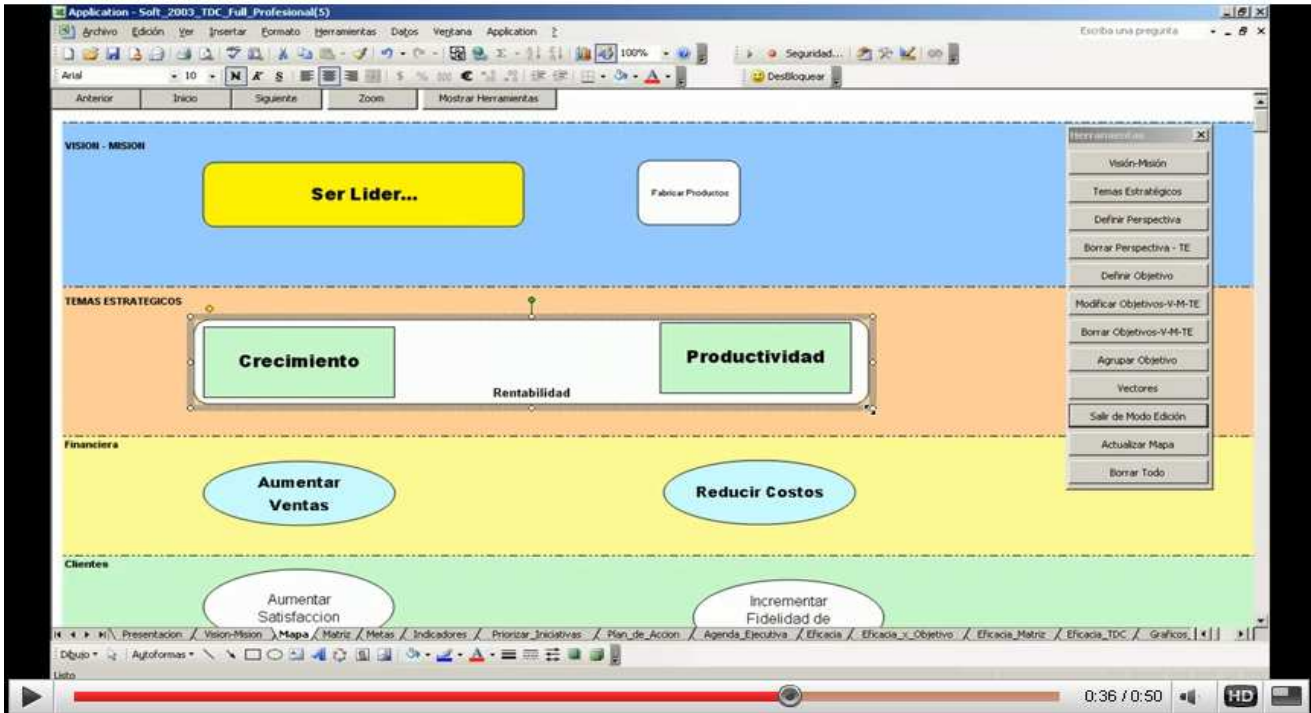 Application - Soft_2003_TDC_Full_Profesional(5)
Archivo Edición Ver Insertar Formato Herramientas Datos Ventana Application ?
Escriba una pregunta
100%
Seguridad...
Arial
10
N K S
€
DesBloquear
Anterior Inicio Siguiente Zoom Mostrar Herramientas
VISION - MISION
Ser Lider...
Fabricar Productos
TEMAS ESTRATEGICOS
Crecimiento
Productividad
Rentabilidad
Financiera
Aumentar
Ventas
Reducir Costos
Clientes
Aumentar
Satisfaccion
Incrementar
Fidelidad de
Herramientas
Visión-Misión
Temas Estratégicos
Definir Perspectiva
Borrar Perspectiva - TE
Definir Objetivo
Modificar Objetivos-V-M-TE
Borrar Objetivos-V-M-TE
Agrupar Objetivo
Vectores
Salir de Modo Edición
Actualizar Mapa
Borrar Todo
Presentacion / Vision-Mision / Mapa / Matriz / Metas / Indicadores / Priorizar_Iniciativas / Plan_de_Accion / Agenda_Ejecutiva / Eficacia / Eficacia_x_Objetivo / Eficacia_Matriz / Eficacia_TDC / Graficos_
Dibujo Autoformas
Listo
0:36 / 0:50
HD